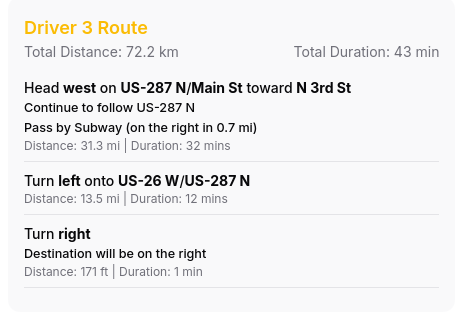 Driver 3 Route
Total Distance: 72.2 km Total Duration: 43 min
Head west on US-287 N/Main St toward N 3rd St
Continue to follow US-287 N
Pass by Subway (on the right in 0.7 mi)
Distance: 31.3 mi | Duration: 32 mins
Turn left onto US-26 W/US-287 N
Distance: 13.5 mi | Duration: 12 mins
Turn right
Destination will be on the right
Distance: 171 ft | Duration: 1 min